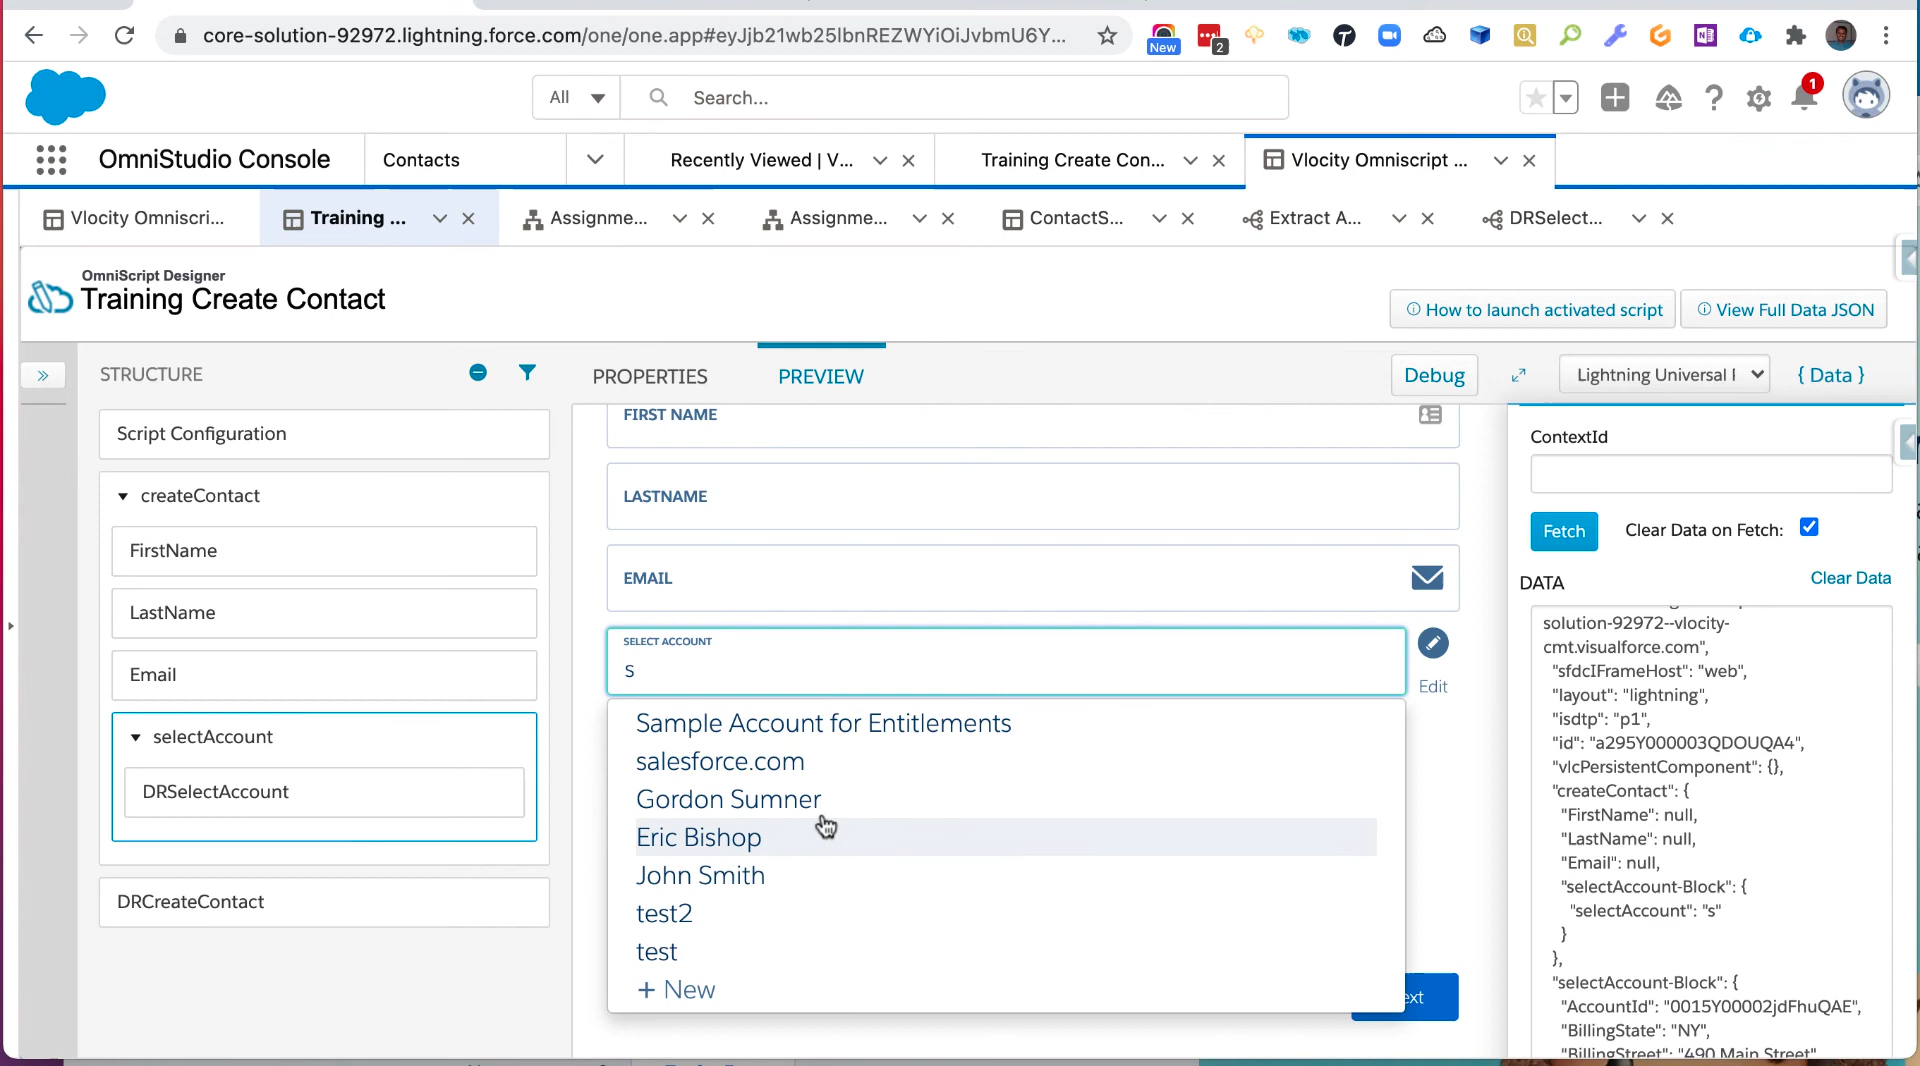 core-solution-92972.lightning.force.com/one/one.app#eyJjb21wb25lbnREZWYiOiJvbmU6Y...
New
2
All
Search...
1
OmniStudio Console
Contacts
Recently Viewed | V...
Training Create Con...
Vlocity Omniscript ...
Vlocity Omniscri...
Training ...
Assignme...
Assignme...
ContactS...
Extract A...
DRSelect...
OmniScript Designer
Training Create Contact
How to launch activated script
View Full Data JSON
STRUCTURE
PROPERTIES
PREVIEW
Debug
Lightning Universal
{ Data }
Script Configuration
createContact
FirstName
LastName
Email
selectAccount
DRSelectAccount
DRCreateContact
FIRST NAME
LASTNAME
EMAIL
SELECT ACCOUNT
s
Edit
Sample Account for Entitlements
salesforce.com
Gordon Sumner
Eric Bishop
John Smith
test2
test
+ New
ext
ContextId
Fetch
Clear Data on Fetch:
DATA
Clear Data
solution-92972--vlocity-
cmt.visualforce.com",
"sfdcIFrameHost": "web",
"layout": "lightning",
"isdtp": "p1",
"id": "a295Y000003QDOUQA4",
"vlcPersistentComponent": {},
"createContact": {
"FirstName": null,
"LastName": null,
"Email": null,
"selectAccount-Block": {
"selectAccount": "s"
}
},
"selectAccount-Block": {
"AccountId": "0015Y00002jdFhuQAE",
"BillingState": "NY",
"BillingStreet": "490 Main Street"